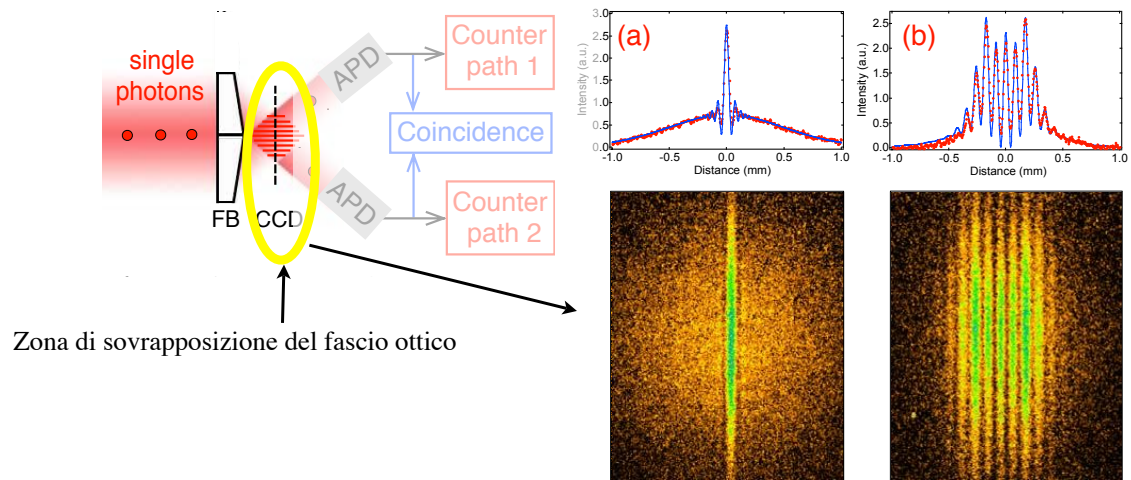 single
photons
FB
CCD
APD
APD
Counter
path 1
Coincidence
Counter
path 2
Zona di sovrapposizione del fascio ottico
(a)
Intensity (a.u.)
3.0
2.5
2.0
1.5
1.0
0.5
0.0
-1.0
-0.5
0.0
0.5
1.0
Distance (mm)
(b)
Intensity (a.u.)
2.5
2.0
1.5
1.0
0.5
0.0
-1.0
-0.5
0.0
0.5
1.0
Distance (mm)